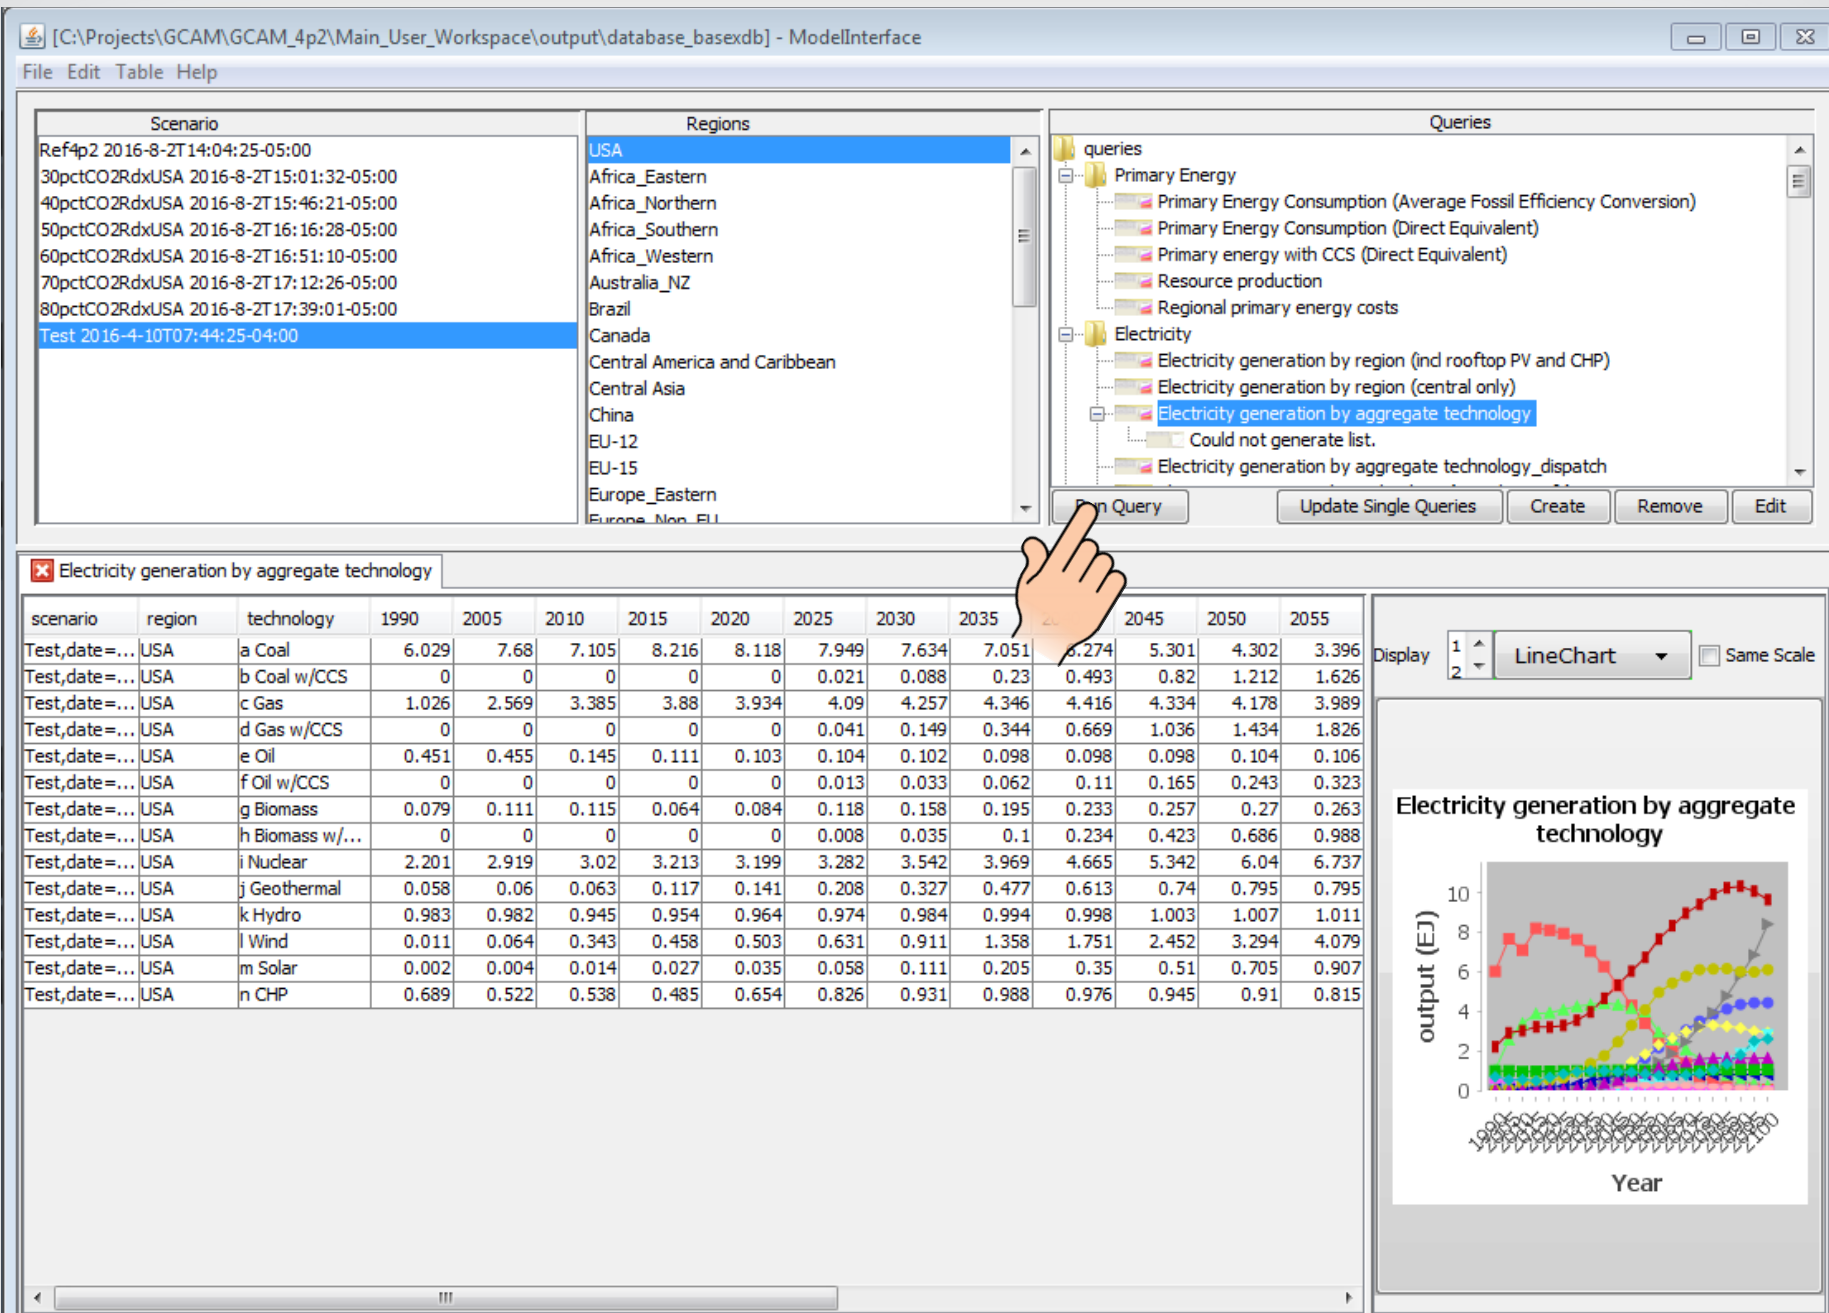 [C:\Projects\GCAM\GCAM_4p2\Main_User_Workspace\output\database_basexdb] - ModelInterface
File Edit Table Help
Scenario
Ref4p2 2016-8-2T14:04:25-05:00
30pctCO2RdxUSA 2016-8-2T15:01:32-05:00
40pctCO2RdxUSA 2016-8-2T15:46:21-05:00
50pctCO2RdxUSA 2016-8-2T16:16:28-05:00
60pctCO2RdxUSA 2016-8-2T16:51:10-05:00
70pctCO2RdxUSA 2016-8-2T17:12:26-05:00
80pctCO2RdxUSA 2016-8-2T17:39:01-05:00
Test 2016-4-10T07:44:25-04:00
Regions
USA
Africa_Eastern
Africa_Northern
Africa_Southern
Africa_Western
Australia_NZ
Brazil
Canada
Central America and Caribbean
Central Asia
China
EU-12
EU-15
Europe_Eastern
Europe_Non_EU
Queries
queries
Primary Energy
Primary Energy Consumption (Average Fossil Efficiency Conversion)
Primary Energy Consumption (Direct Equivalent)
Primary energy with CCS (Direct Equivalent)
Resource production
Regional primary energy costs
Electricity
Electricity generation by region (incl rooftop PV and CHP)
Electricity generation by region (central only)
Electricity generation by aggregate technology
Could not generate list.
Electricity generation by aggregate technology_dispatch
Run Query Update Single Queries Create Remove Edit
Electricity generation by aggregate technology
scenario region technology 1990 2005 2010 2015 2020 2025 2030 2035 2045 2050 2055
Test,date=... USA a Coal 6.029 7.68 7.105 8.216 8.118 7.949 7.634 7.051 6.274 5.301 4.302 3.396
Test,date=... USA b Coal w/CCS 0 0 0 0 0 0.021 0.088 0.23 0.493 0.82 1.212 1.626
Test,date=... USA c Gas 1.026 2.569 3.385 3.88 3.934 4.09 4.257 4.346 4.416 4.334 4.178 3.989
Test,date=... USA d Gas w/CCS 0 0 0 0 0 0.041 0.149 0.344 0.669 1.036 1.434 1.826
Test,date=... USA e Oil 0.451 0.455 0.145 0.111 0.103 0.104 0.102 0.098 0.098 0.098 0.104 0.106
Test,date=... USA f Oil w/CCS 0 0 0 0 0 0.013 0.033 0.062 0.11 0.165 0.243 0.323
Test,date=... USA g Biomass 0.079 0.111 0.115 0.064 0.084 0.118 0.158 0.195 0.233 0.257 0.27 0.263
Test,date=... USA h Biomass w/... 0 0 0 0 0 0.008 0.035 0.1 0.234 0.423 0.686 0.988
Test,date=... USA i Nuclear 2.201 2.919 3.02 3.213 3.199 3.282 3.542 3.969 4.665 5.342 6.04 6.737
Test,date=... USA j Geothermal 0.058 0.06 0.063 0.117 0.141 0.208 0.327 0.477 0.613 0.74 0.795 0.795
Test,date=... USA k Hydro 0.983 0.982 0.945 0.954 0.964 0.974 0.984 0.994 0.998 1.003 1.007 1.011
Test,date=... USA l Wind 0.011 0.064 0.343 0.458 0.503 0.631 0.911 1.358 1.751 2.452 3.294 4.079
Test,date=... USA m Solar 0.002 0.004 0.014 0.027 0.035 0.058 0.111 0.205 0.35 0.51 0.705 0.907
Test,date=... USA n CHP 0.689 0.522 0.538 0.485 0.654 0.826 0.931 0.988 0.976 0.945 0.91 0.815
Display 1 2 LineChart Same Scale
Electricity generation by aggregate
technology
output (EJ)
10
8
6
4
2
0
1990 2100
Year